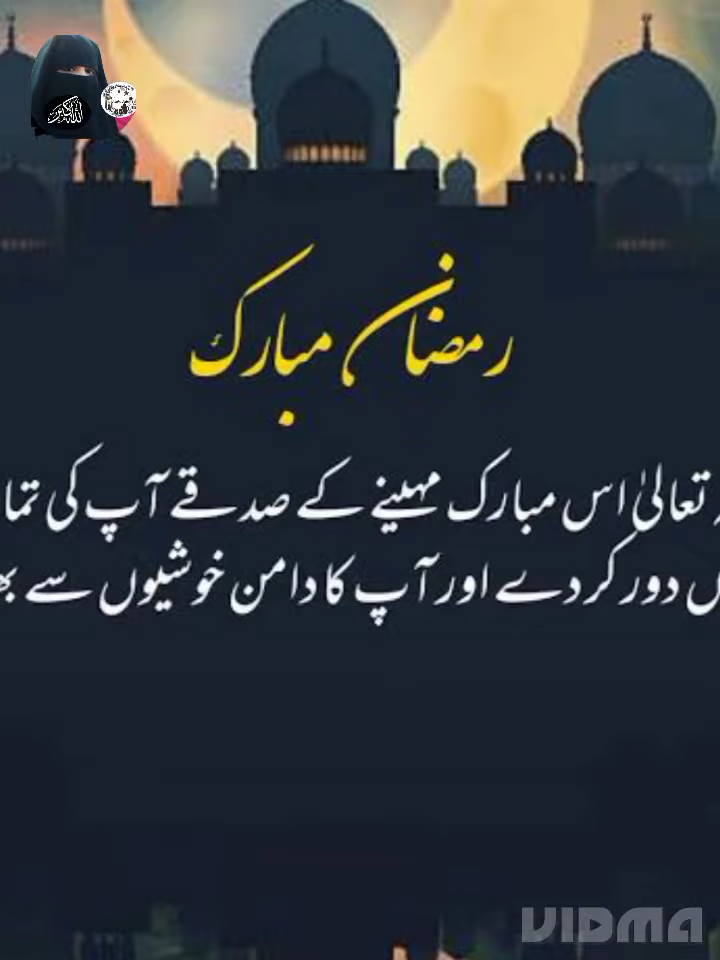 رمضان مبارک
تعالیٰ اس مبارک مہینے کے صدقے آپ کی تما
دور کر دے اور آپ کا دامن خوشیوں سے بھ
VIDMA